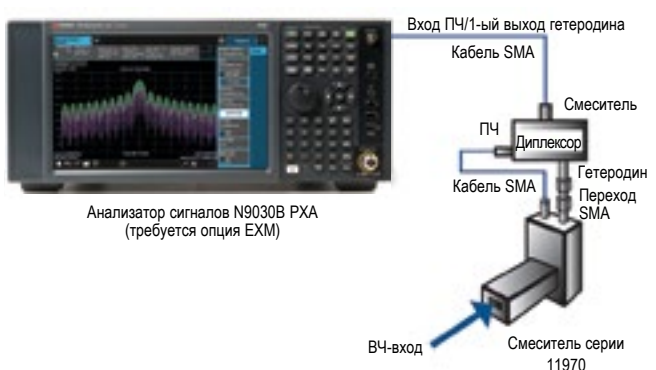 Вход ПЧ/1-ый выход гетеродина
Кабель SMA
Смеситель
ПЧ
Диплексор
Гетеродин
Кабель SMA
Переход
SMA
Анализатор сигналов N9030B PXA
(требуется опция EXM)
ВЧ-вход
Смеситель серии
11970